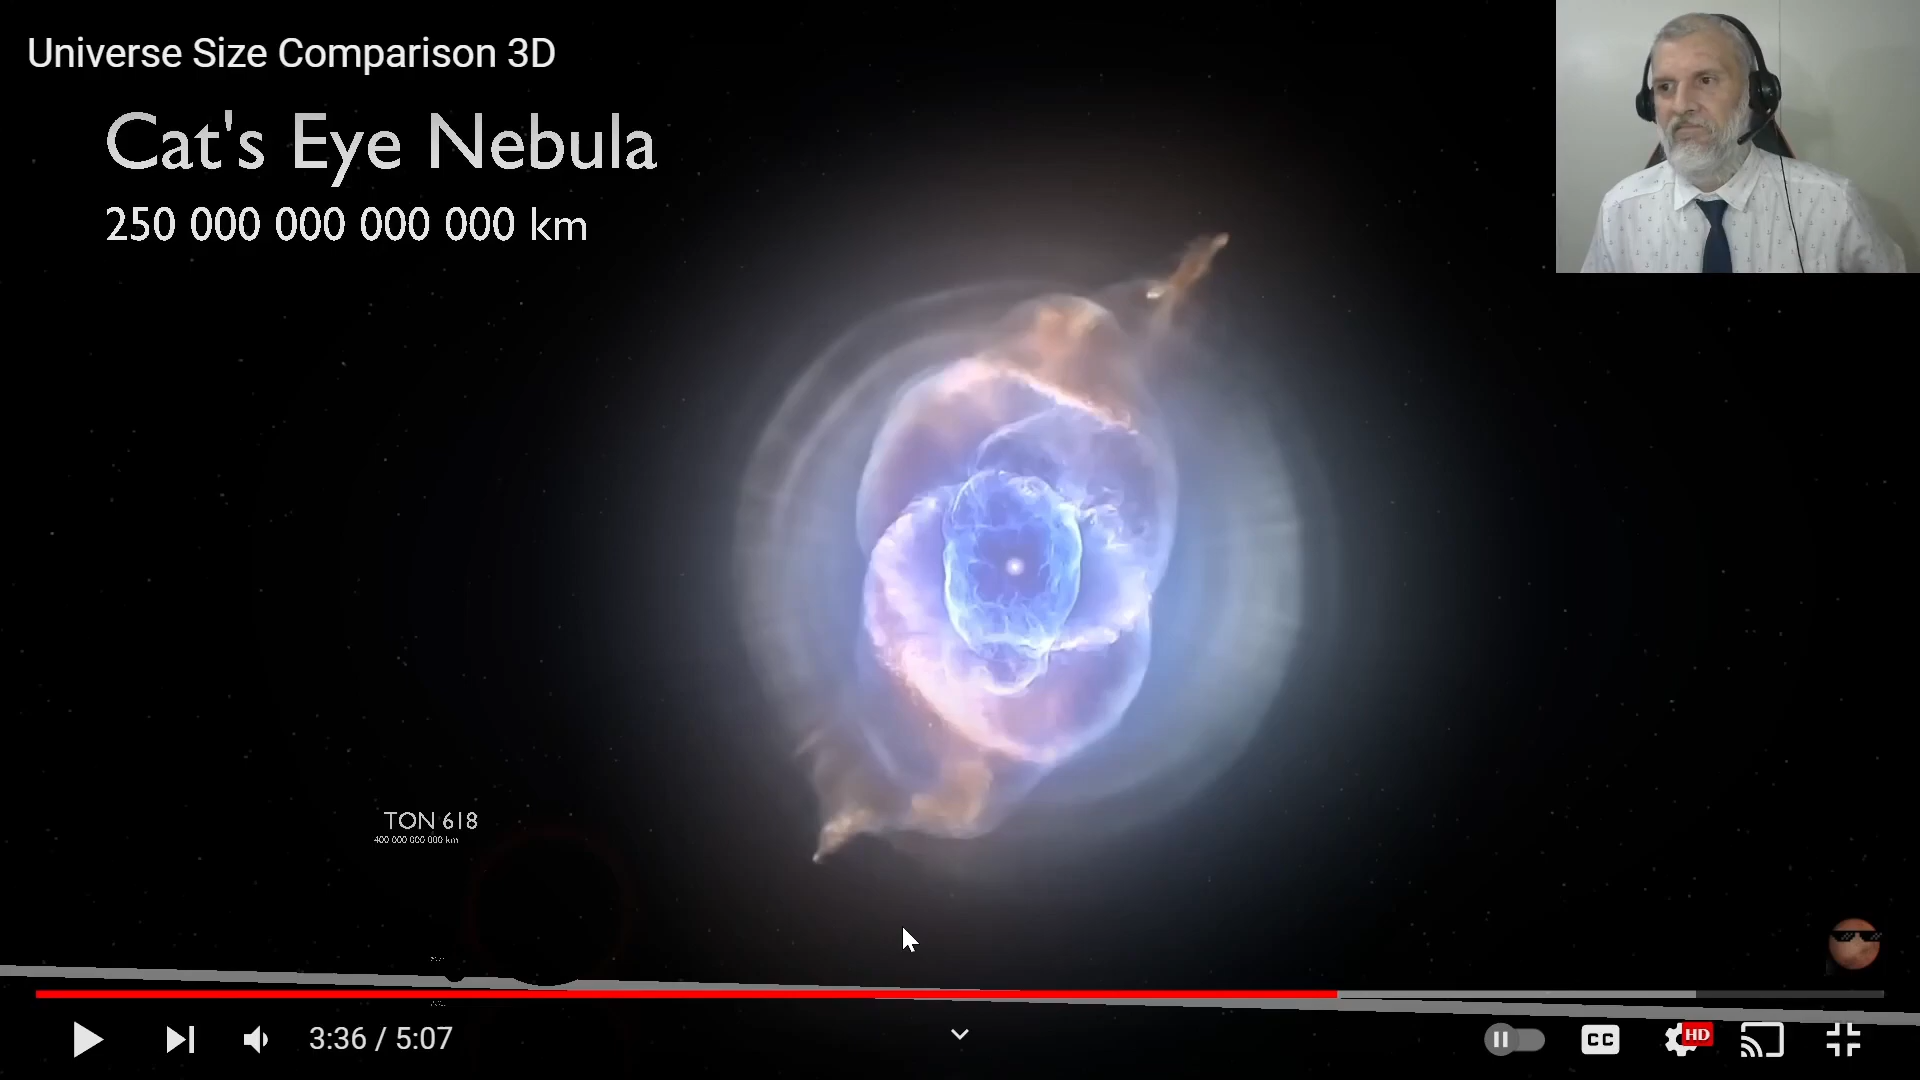 Universe Size Comparison 3D
Cat's Eye Nebula
250 000 000 000 000 km
TON 618
400 000 000 000 km
3:36 / 5:07
CC
HD